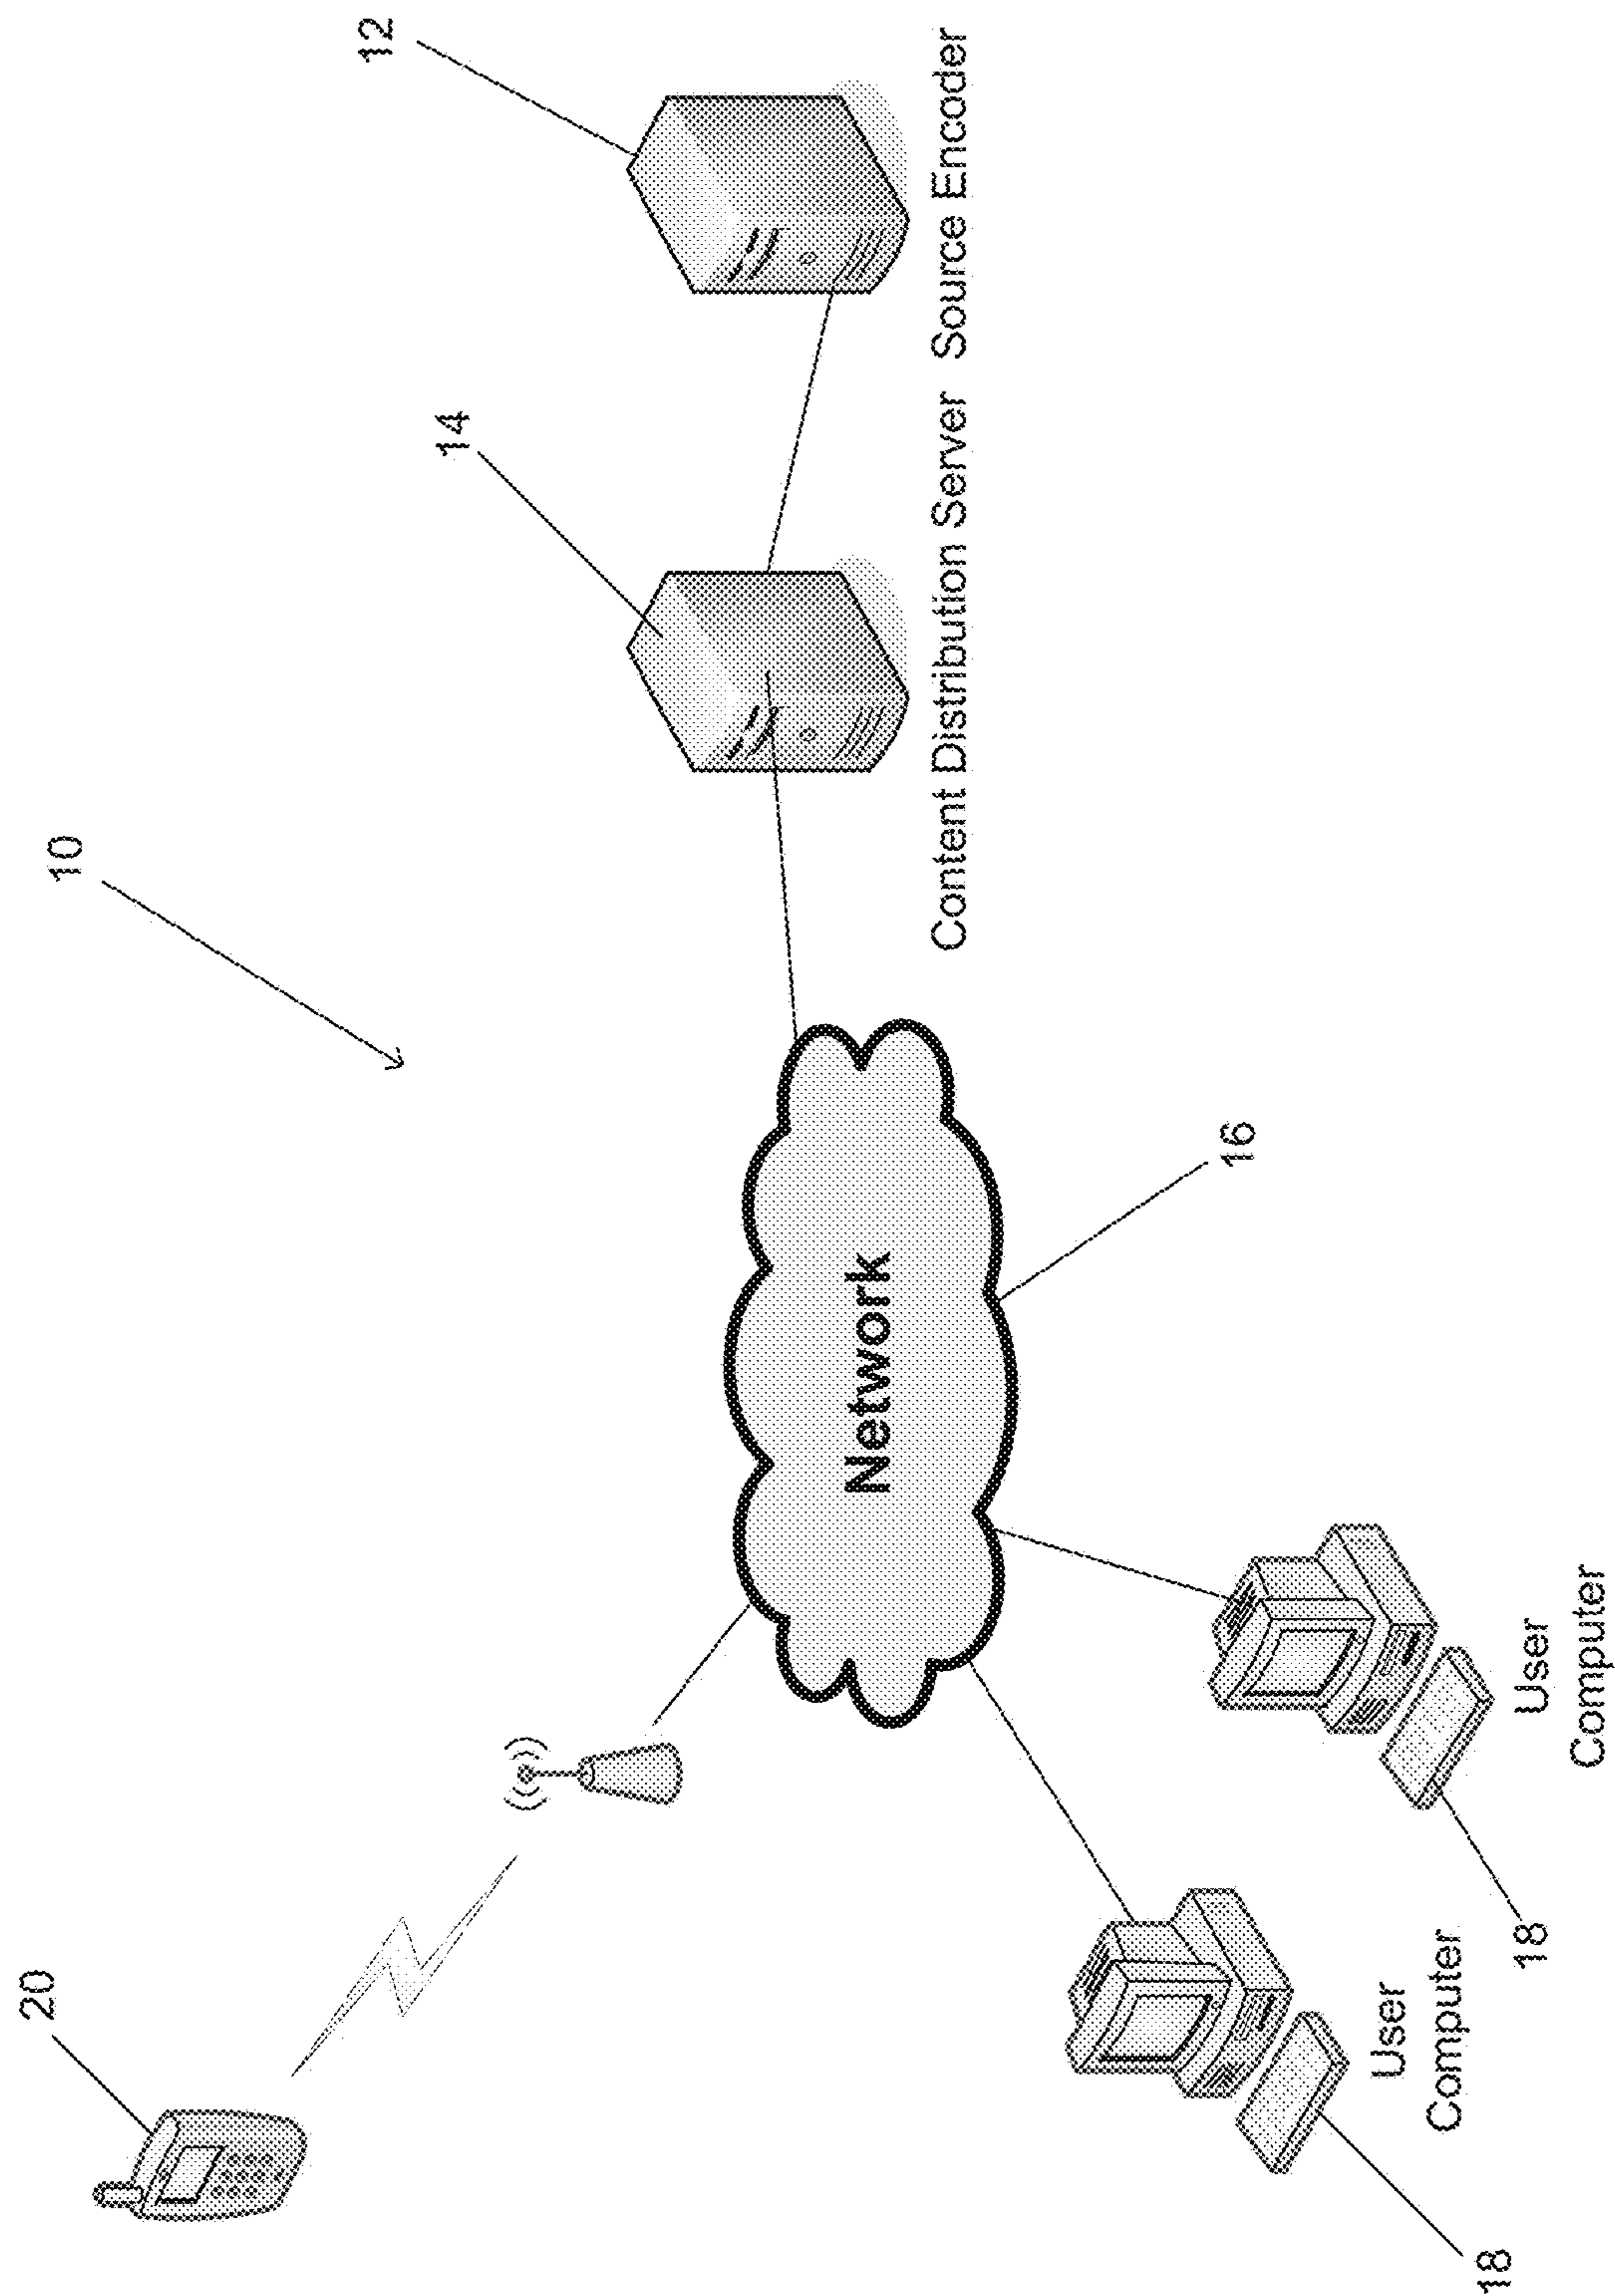 20
10
14
12
Network
16
Content Distribution Server
Source Encoder
User
Computer
18
User
Computer
18